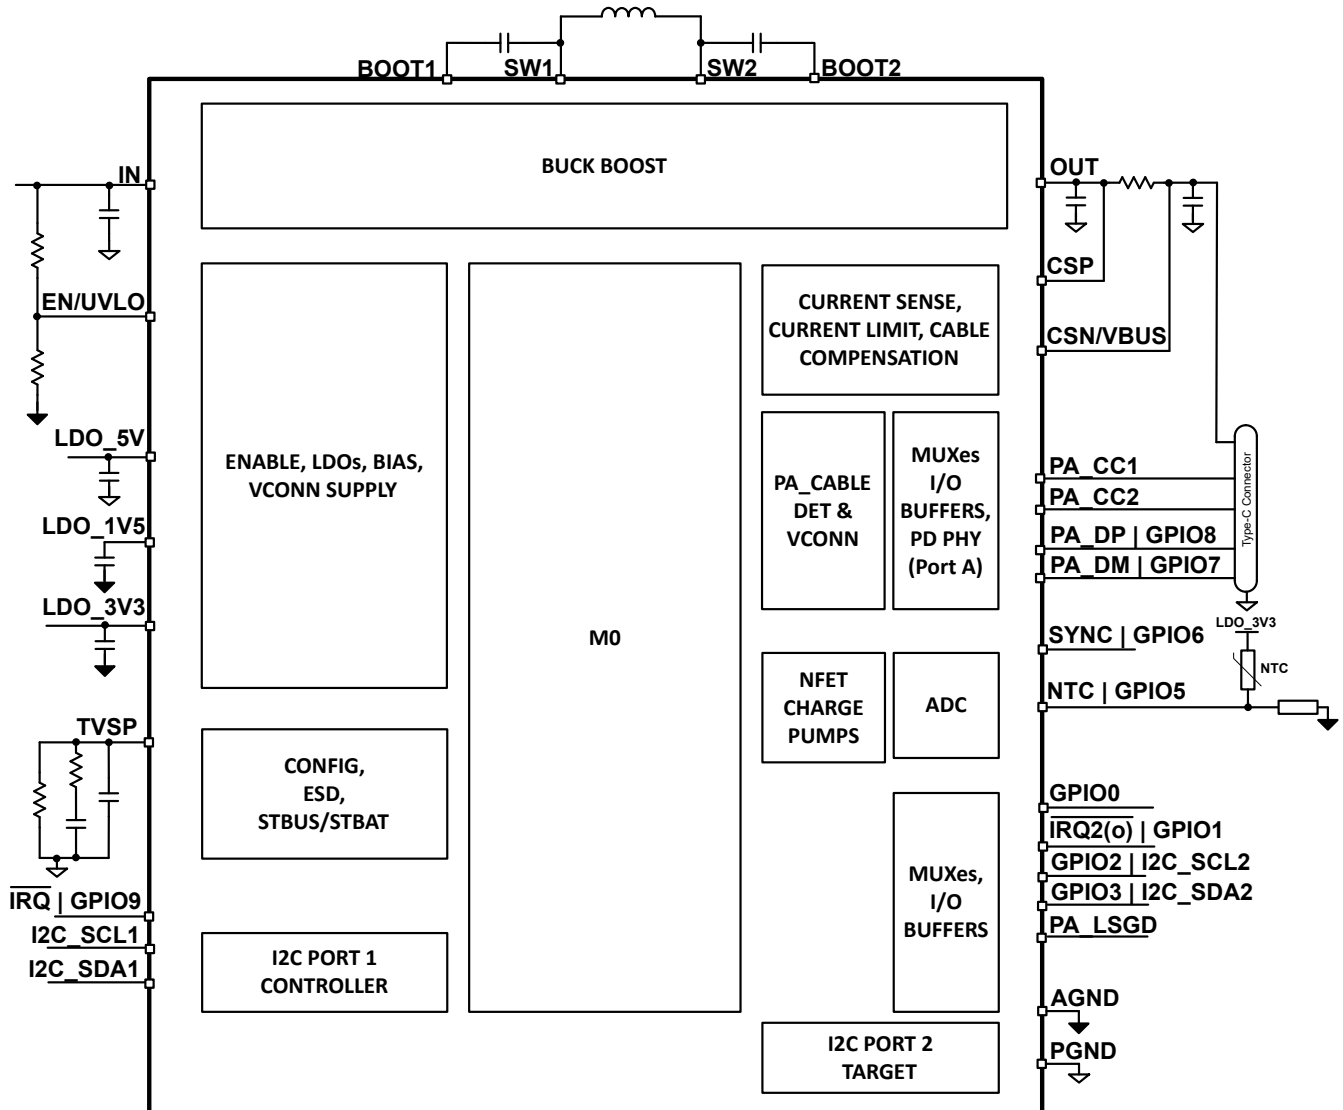 BOOT1
SW1
SW2
BOOT2
BUCK BOOST
IN
EN/UVLO
LDO_5V
LDO_1V5
LDO_3V3
TVSP
IRQ | GPIO9
I2C_SCL1
I2C_SDA1
ENABLE, LDOs, BIAS,
VCONN SUPPLY
CONFIG,
ESD,
STBUS/STBAT
I2C PORT 1
CONTROLLER
M0
CURRENT SENSE,
CURRENT LIMIT, CABLE
COMPENSATION
PA_CABLE
DET &
VCONN
MUXes
I/O
BUFFERS,
PD PHY
(Port A)
NFET
CHARGE
PUMPS
ADC
MUXes,
I/O
BUFFERS
I2C PORT 2
TARGET
OUT
CSP
CSN/VBUS
PA_CC1
PA_CC2
PA_DP | GPIO8
PA_DM | GPIO7
Type-C Connector
SYNC | GPIO6
LDO_3V3
NTC
NTC | GPIO5
GPIO0
IRQ2(o) | GPIO1
GPIO2 | I2C_SCL2
GPIO3 | I2C_SDA2
PA_LSGD
AGND
PGND